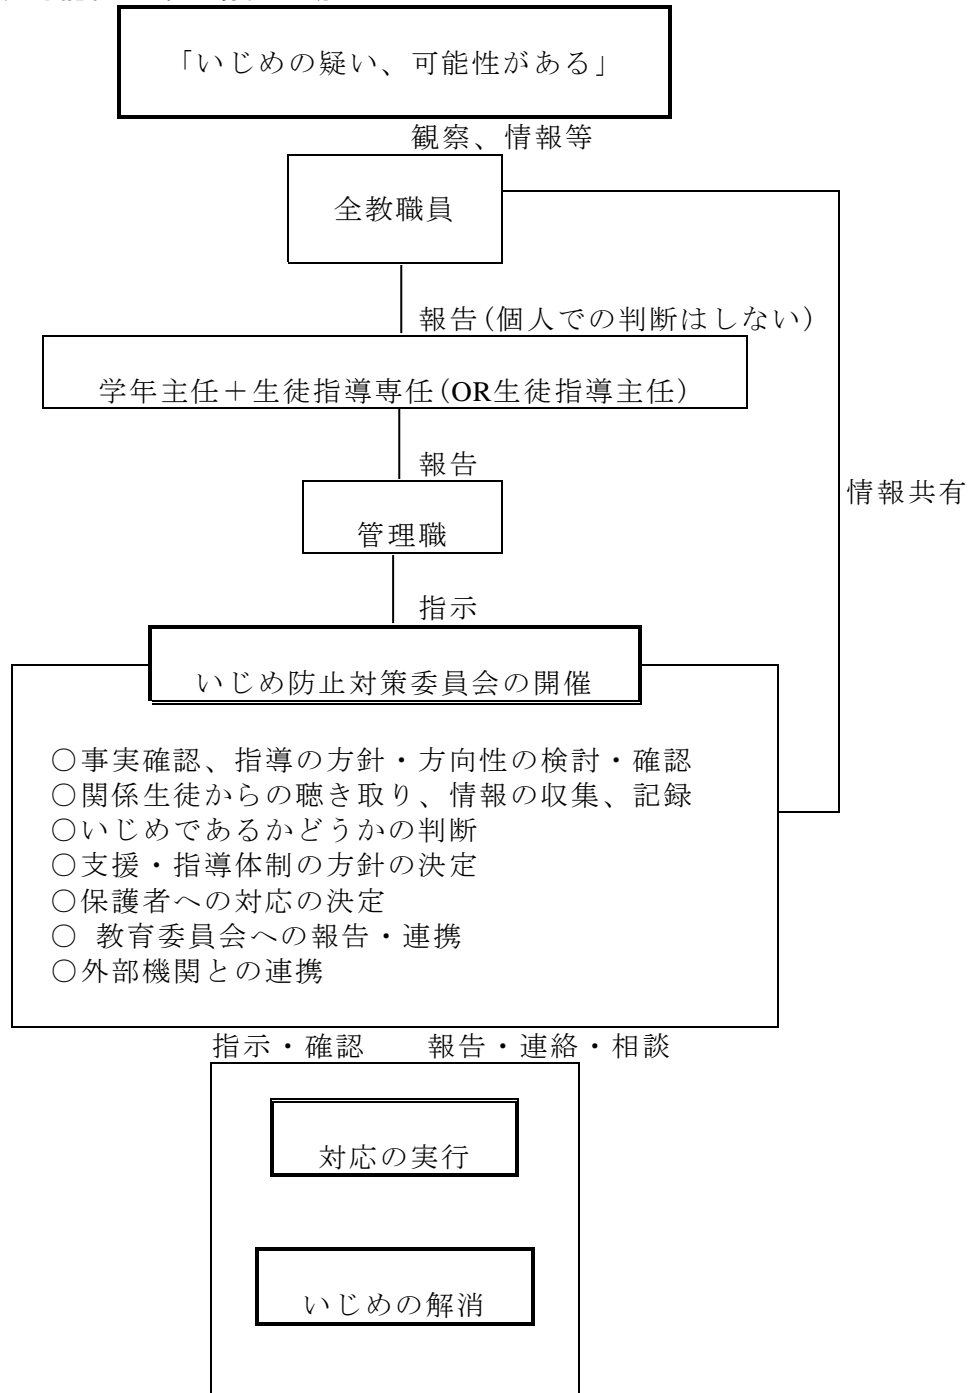 「いじめの疑い、可能性がある」
観察、情報等
全教職員
報告(個人での判断はしない)
学年主任＋生徒指導専任(OR生徒指導主任)
報告
情報共有
管理職
指示
いじめ防止対策委員会の開催
○事実確認、指導の方針・方向性の検討・確認
○関係生徒からの聴き取り、情報の収集、記録
○いじめであるかどうかの判断
○支援・指導体制の方針の決定
○保護者への対応の決定
○ 教育委員会への報告・連携
○外部機関との連携
指示・確認　　報告・連絡・相談
対応の実行
いじめの解消